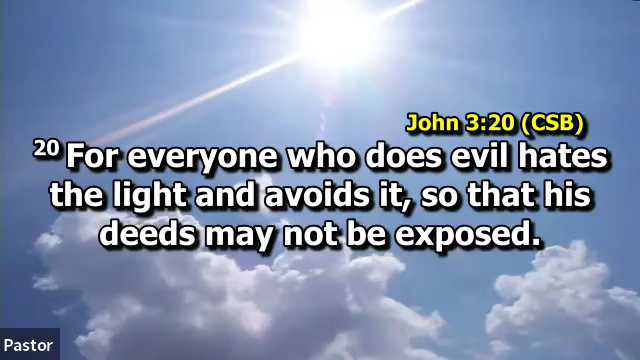 John 3:20 (CSB)
20 For everyone who does evil hates
the light and avoids it, so that his
deeds may not be exposed.
Pastor